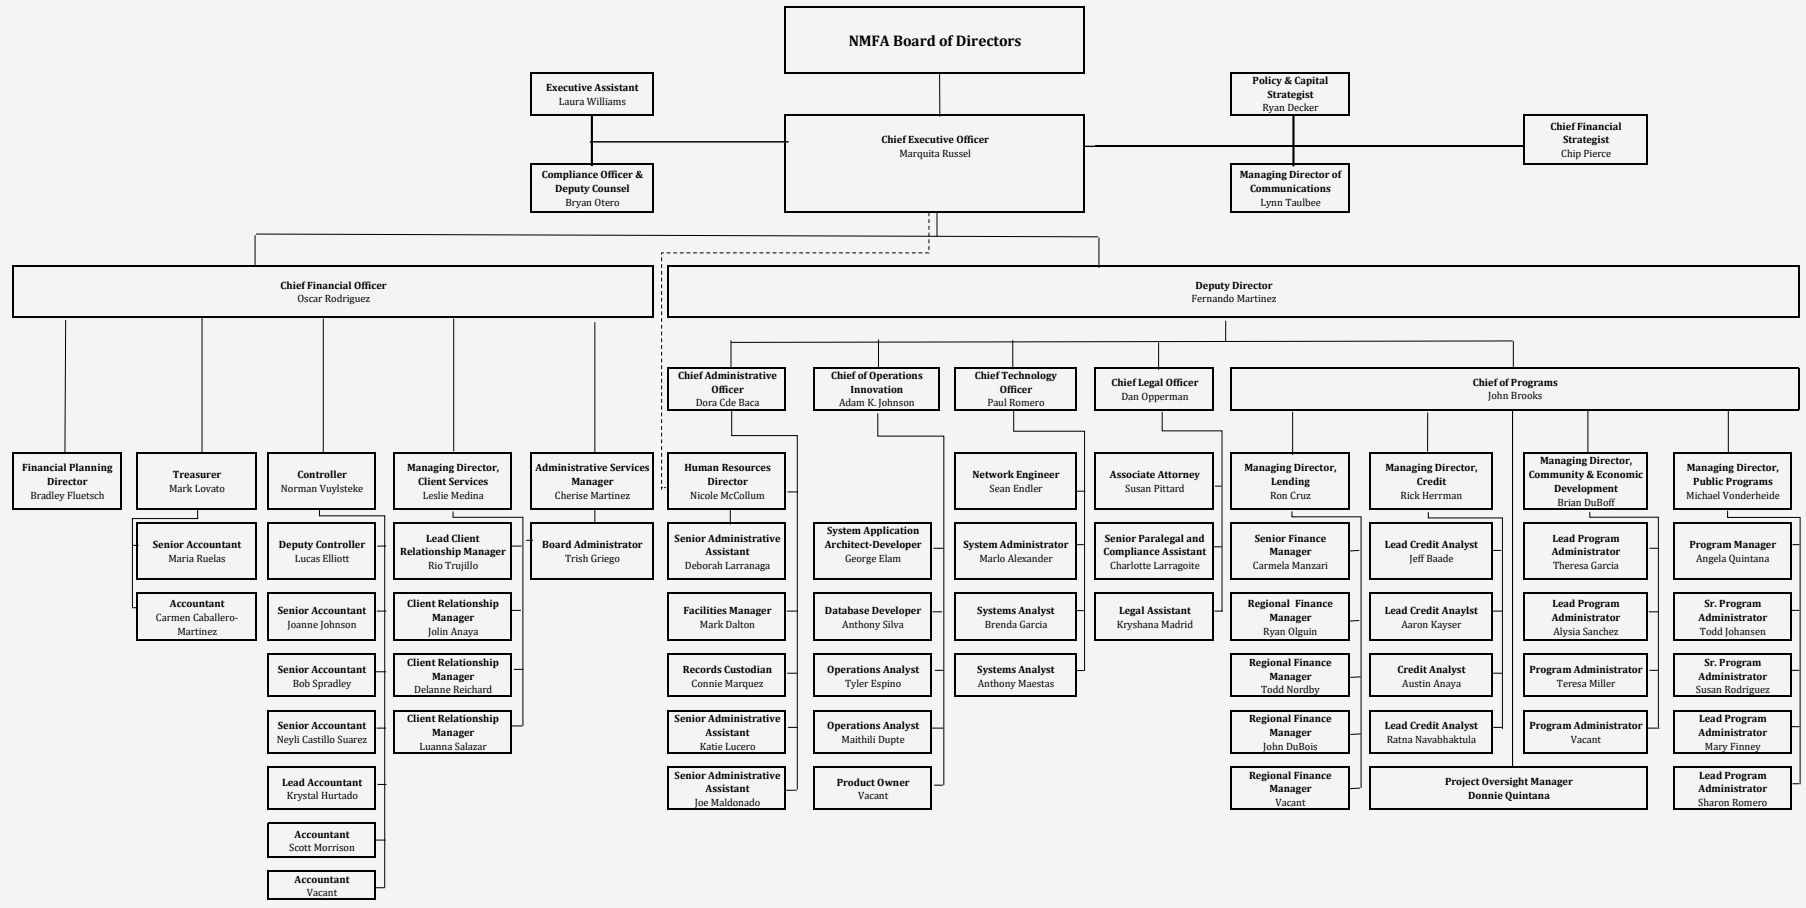 NMFA Board of Directors
Executive Assistant
Laura Williams
Policy & Capital
Strategist
Ryan Decker
Chief Executive Officer
Marquita Russel
Chief Financial
Strategist
Chip Pierce
Compliance Officer &
Deputy Counsel
Bryan Otero
Managing Director of
Communications
Lynn Taulbee
Chief Financial Officer
Oscar Rodriguez
Deputy Director
Fernando Martinez
Chief Administrative
Officer
Dora Cde Baca
Chief of Operations
Innovation
Adam K. Johnson
Chief Technology
Officer
Paul Romero
Chief Legal Officer
Dan Opperman
Chief of Programs
John Brooks
Financial Planning
Director
Bradley Fluetsch
Treasurer
Mark Lovato
Controller
Norman Vuylsteke
Managing Director,
Client Services
Leslie Medina
Administrative Services
Manager
Cherise Martinez
Human Resources
Director
Nicole McCollum
Network Engineer
Sean Endler
Associate Attorney
Susan Pittard
Managing Director,
Lending
Ron Cruz
Managing Director,
Credit
Rick Herrman
Managing Director,
Community & Economic
Development
Brian DuBoff
Managing Director,
Public Programs
Michael Vonderheide
Senior Accountant
Maria Ruelas
Deputy Controller
Lucas Elliott
Lead Client
Relationship Manager
Rio Trujillo
Board Administrator
Trish Griego
Senior Administrative
Assistant
Deborah Larranaga
System Application
Architect-Developer
George Elam
System Administrator
Marlo Alexander
Senior Paralegal and
Compliance Assistant
Charlotte Larragoite
Senior Finance
Manager
Carmela Manzari
Lead Credit Analyst
Jeff Baade
Lead Program
Administrator
Theresa Garcia
Program Manager
Angela Quintana
Accountant
Carmen Caballero-
Martinez
Senior Accountant
Joanne Johnson
Client Relationship
Manager
Jolin Anaya
Facilities Manager
Mark Dalton
Database Developer
Anthony Silva
Systems Analyst
Brenda Garcia
Legal Assistant
Kryshana Madrid
Regional  Finance
Manager
Ryan Olguin
Lead Credit Anaylst
Aaron Kayser
Lead Program
Administrator
Alysia Sanchez
Sr. Program
Administrator
Todd Johansen
Senior Accountant
Bob Spradley
Client Relationship
Manager
Delanne Reichard
Records Custodian
Connie Marquez
Operations Analyst
Tyler Espino
Systems Analyst
Anthony Maestas
Regional Finance
Manager
Todd Nordby
Credit Analyst
Austin Anaya
Program Administrator
Teresa Miller
Sr. Program
Administrator
Susan Rodriguez
Senior Accountant
Neyli Castillo Suarez
Client Relationship
Manager
Luanna Salazar
Senior Administrative
Assistant
Katie Lucero
Operations Analyst
Maithili Dupte
Regional Finance
Manager
John DuBois
Lead Credit Analyst
Ratna Navabhaktula
Program Administrator
Vacant
Lead Program
Administrator
Mary Finney
Lead Accountant
Krystal Hurtado
Senior Administrative
Assistant
Joe Maldonado
Product Owner
Vacant
Regional Finance
Manager
Vacant
Project Oversight Manager
Donnie Quintana
Lead Program
Administrator
Sharon Romero
Accountant
Scott Morrison
Accountant
Vacant